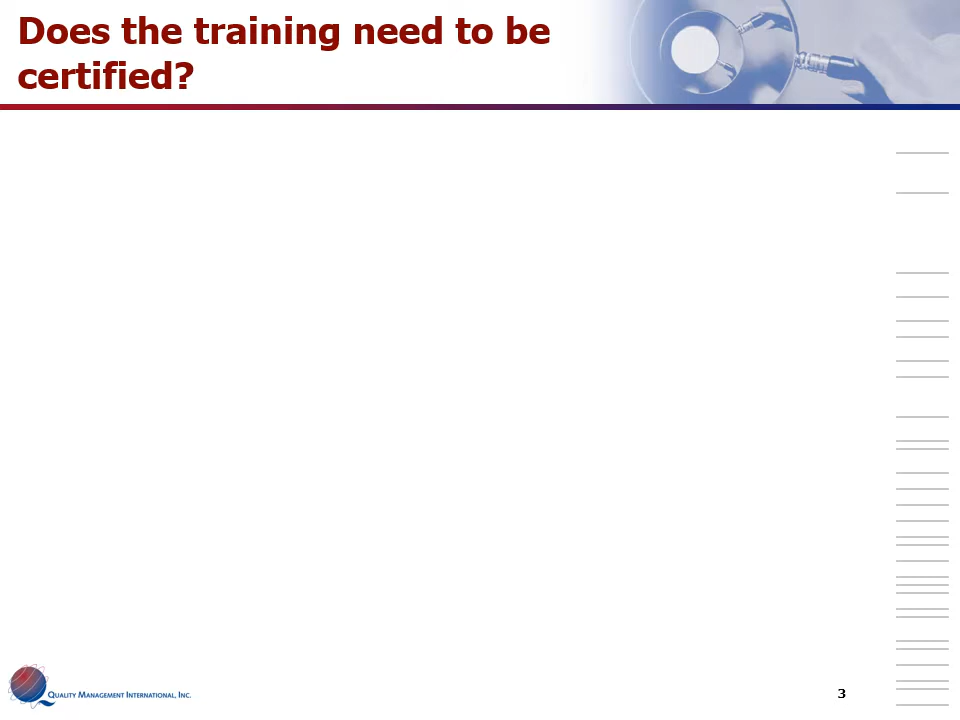 Does the training need to be
certified?
Quality Management International, Inc.
3